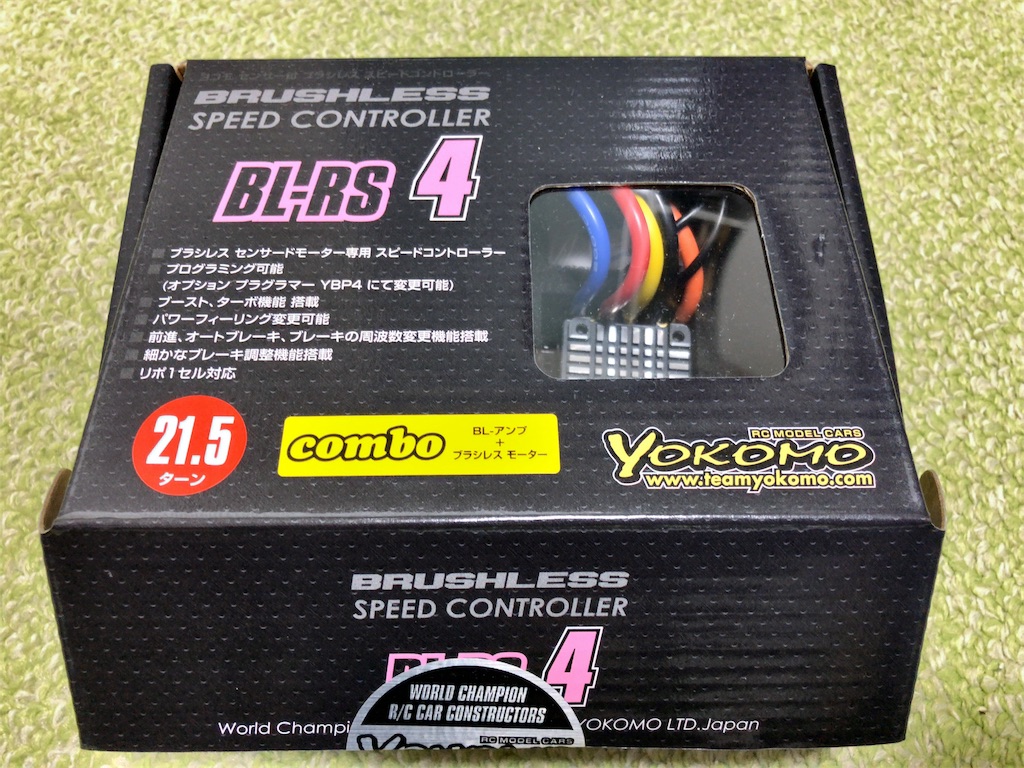 ヨコモ センサー付 ブラシレス スピードコントローラー
BRUSHLESS
SPEED CONTROLLER
BL-RS 4
ブラシレス センサードモーター専用 スピードコントローラー
プログラミング可能
(オプション プラグラマー YBP4 にて変更可能)
ブースト、ターボ機能 搭載
パワーフィーリング変更可能
前進、オートブレーキ、ブレーキの周波数変更機能搭載
細かなブレーキ調整機能搭載
リポ1セル対応
21.5
ターン
combo
BL-アンプ
+
ブラシレス モーター
RC MODEL CARS
YOKOMO
www.teamyokomo.com
BRUSHLESS
SPEED CONTROLLER
BL-RS 4
WORLD CHAMPION
R/C CAR CONSTRUCTORS
World Champi YOKOMO LTD.Japan
RC MODEL CARS